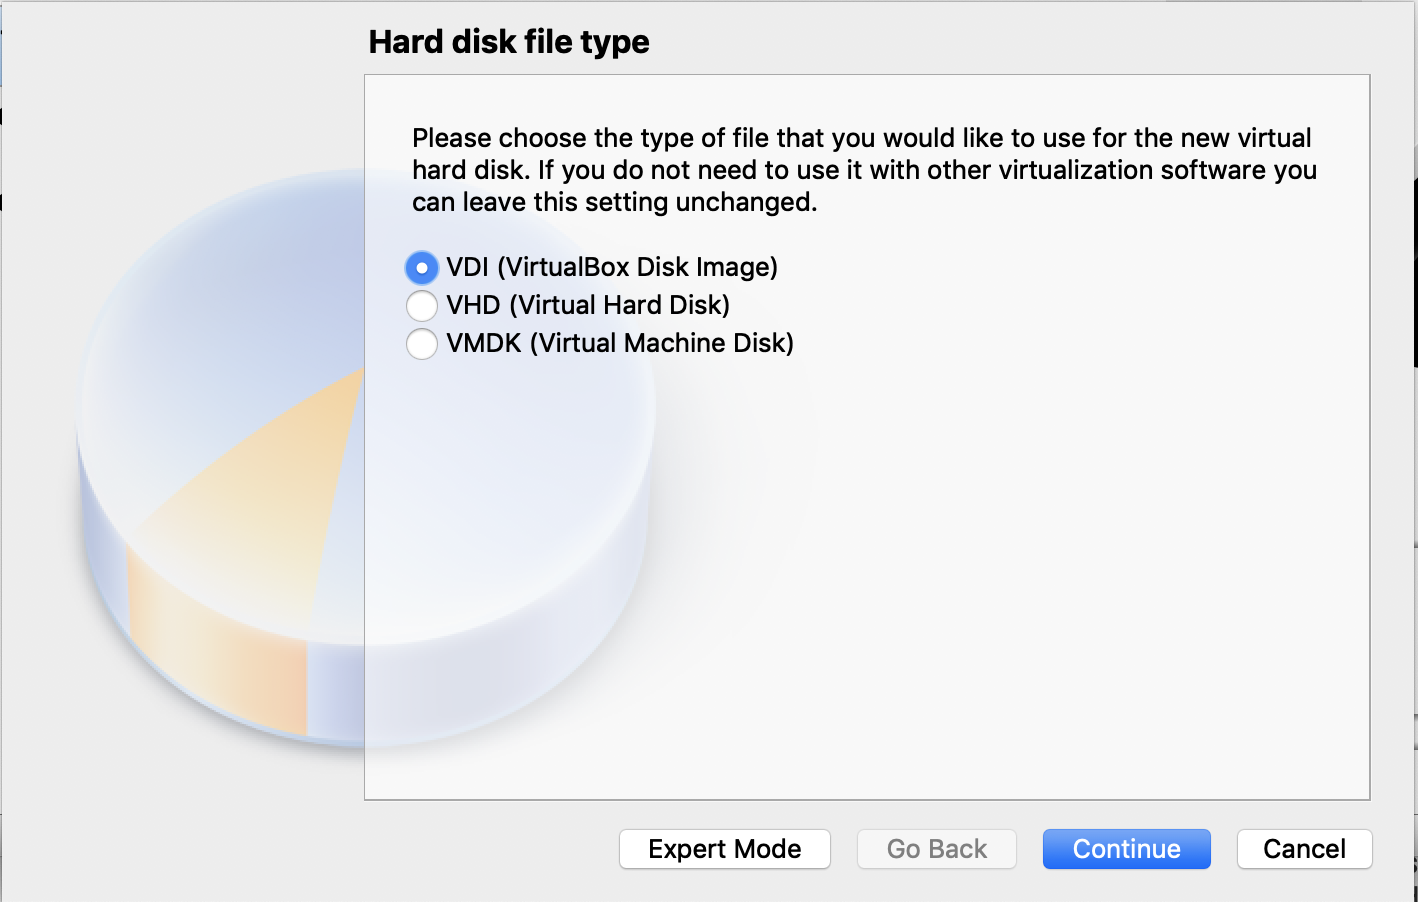 Hard disk file type
Please choose the type of file that you would like to use for the new virtual
hard disk. If you do not need to use it with other virtualization software you
can leave this setting unchanged.
VDI (VirtualBox Disk Image)
VHD (Virtual Hard Disk)
VMDK (Virtual Machine Disk)
Expert Mode
Go Back
Continue
Cancel